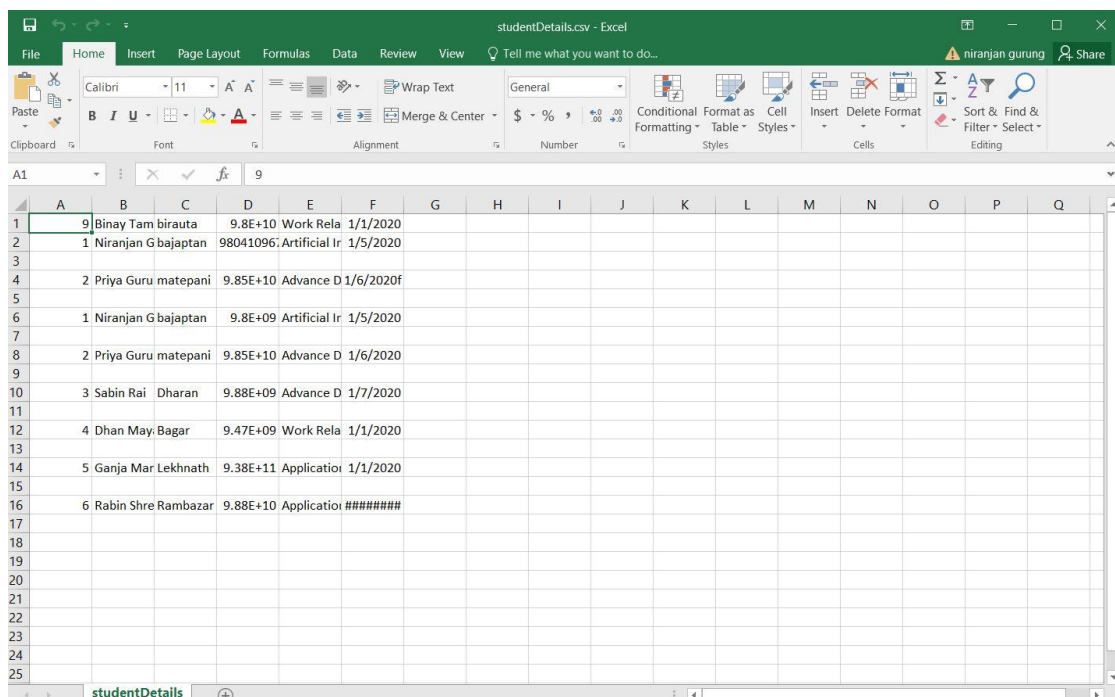 studentDetails.csv - Excel
File Home Insert Page Layout Formulas Data Review View Tell me what you want to do... niranjan gurung Share
Paste Calibri 11 A A Wrap Text General Conditional Formatting Format as Table Cell Styles Insert Delete Format Sort & Filter Find & Select
B I U A Merge & Center $ % , .0 .00 .00 .0
Clipboard Font Alignment Number Styles Cells Editing
A1 fx 9
A B C D E F G H I J K L M N O P Q
1 9 Binay Tam birauta 9.8E+10 Work Rela 1/1/2020
2 1 Niranjan G bajaptan 980410967 Artificial Ir 1/5/2020
3
4 2 Priya Guru matepani 9.85E+10 Advance D 1/6/2020f
5
6 1 Niranjan G bajaptan 9.8E+09 Artificial Ir 1/5/2020
7
8 2 Priya Guru matepani 9.85E+10 Advance D 1/6/2020
9
10 3 Sabin Rai Dharan 9.88E+09 Advance D 1/7/2020
11
12 4 Dhan May Bagar 9.47E+09 Work Rela 1/1/2020
13
14 5 Ganja Mar Lekhnath 9.38E+11 Application 1/1/2020
15
16 6 Rabin Shre Rambazar 9.88E+10 Application ########
17
18
19
20
21
22
23
24
25
studentDetails